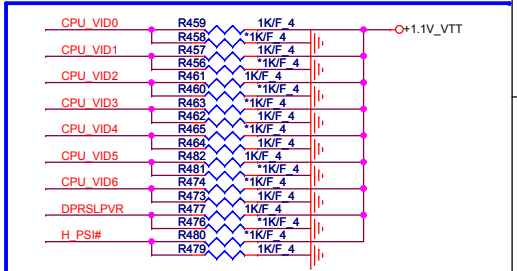 CPU_VID0 R459 1K/F_4 +1.1V_VTT
R458 *1K/F_4
CPU_VID1 R457 1K/F_4
R456 *1K/F_4
CPU_VID2 R461 1K/F_4
R460 *1K/F_4
CPU_VID3 R463 *1K/F_4
R462 1K/F_4
CPU_VID4 R465 *1K/F_4
R464 1K/F_4
CPU_VID5 R482 1K/F_4
R481 *1K/F_4
CPU_VID6 R474 *1K/F_4
R473 1K/F_4
DPRSLPVR R477 1K/F_4
R476 *1K/F_4
H_PSI# R480 *1K/F_4
R479 1K/F_4